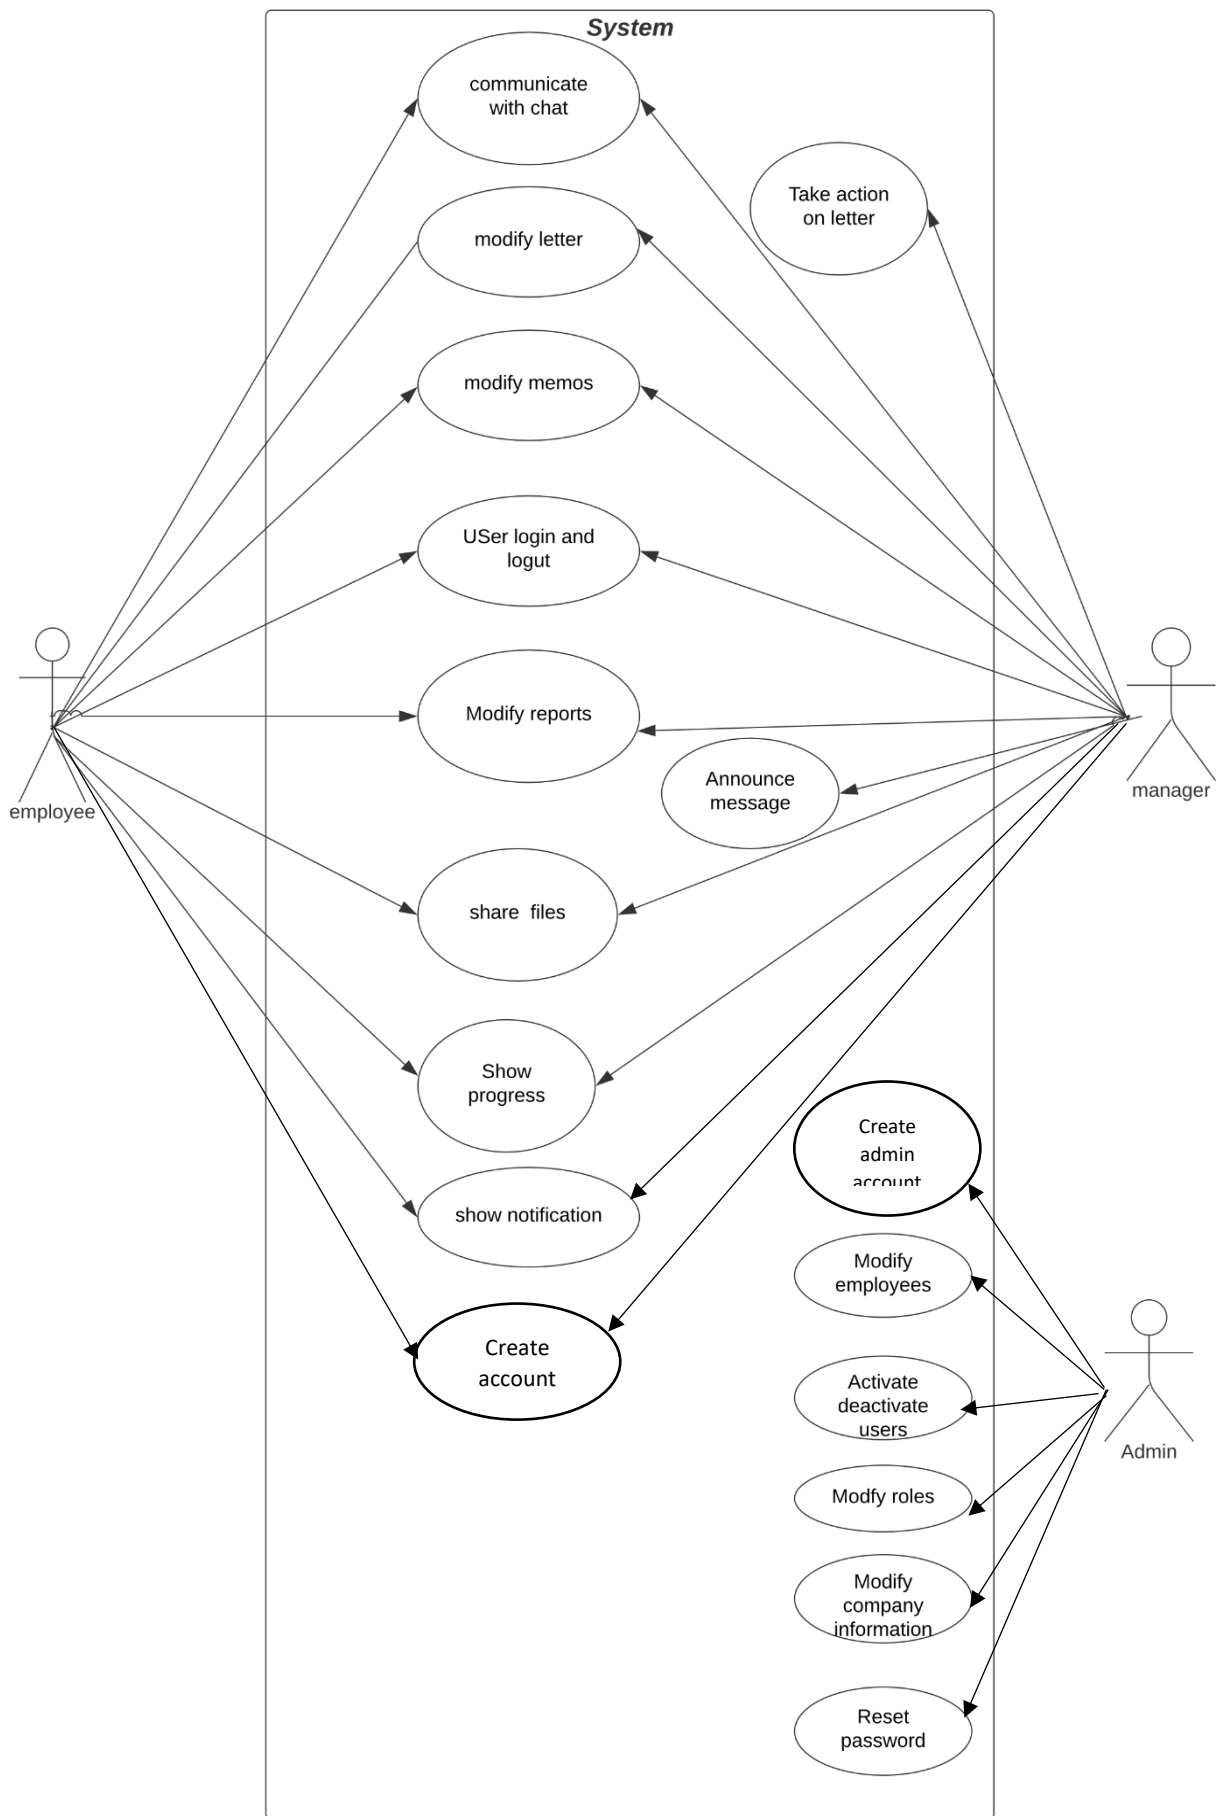 System
communicate
with chat
Take action
on letter
modify letter
modify memos
USer login and
logut
Modify reports
Announce
message
employee
manager
share  files
Show
progress
Create
admin
account
show notification
Modify
employees
Create
account
Activate
deactivate
users
Admin
Modfy roles
Modify
company
information
Reset
password